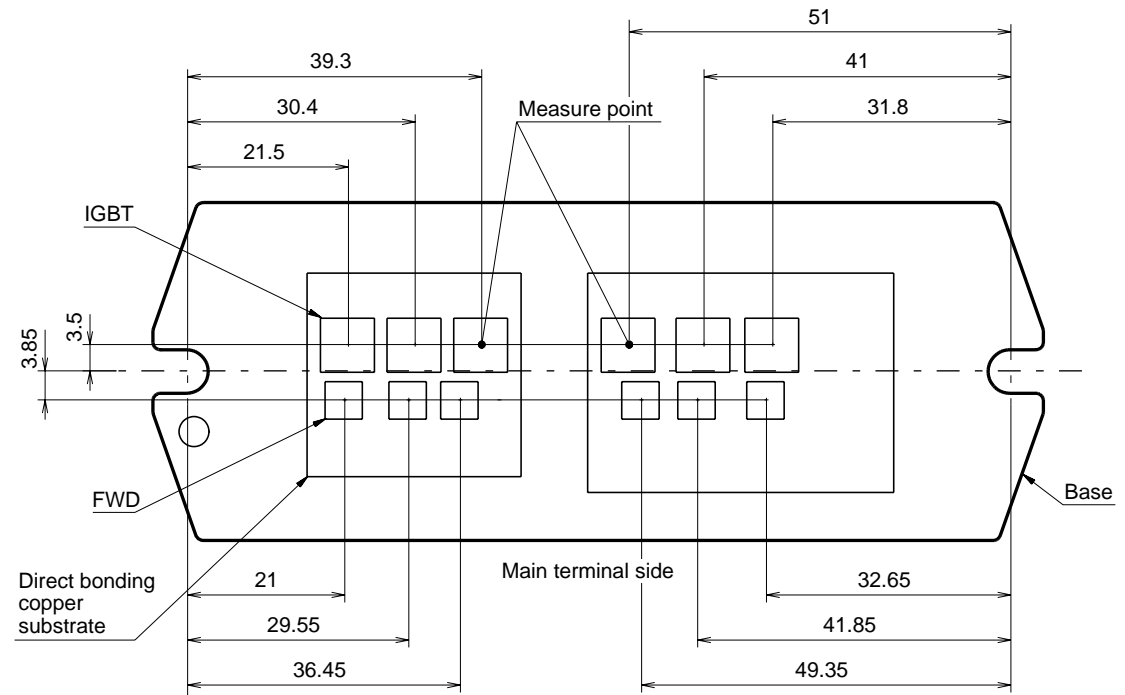 51
39.3
41
Measure point
30.4
31.8
21.5
IGBT
3.5
3.85
FWD
Base
Main terminal side
Direct bonding
copper
substrate
21
32.65
29.55
41.85
36.45
49.35